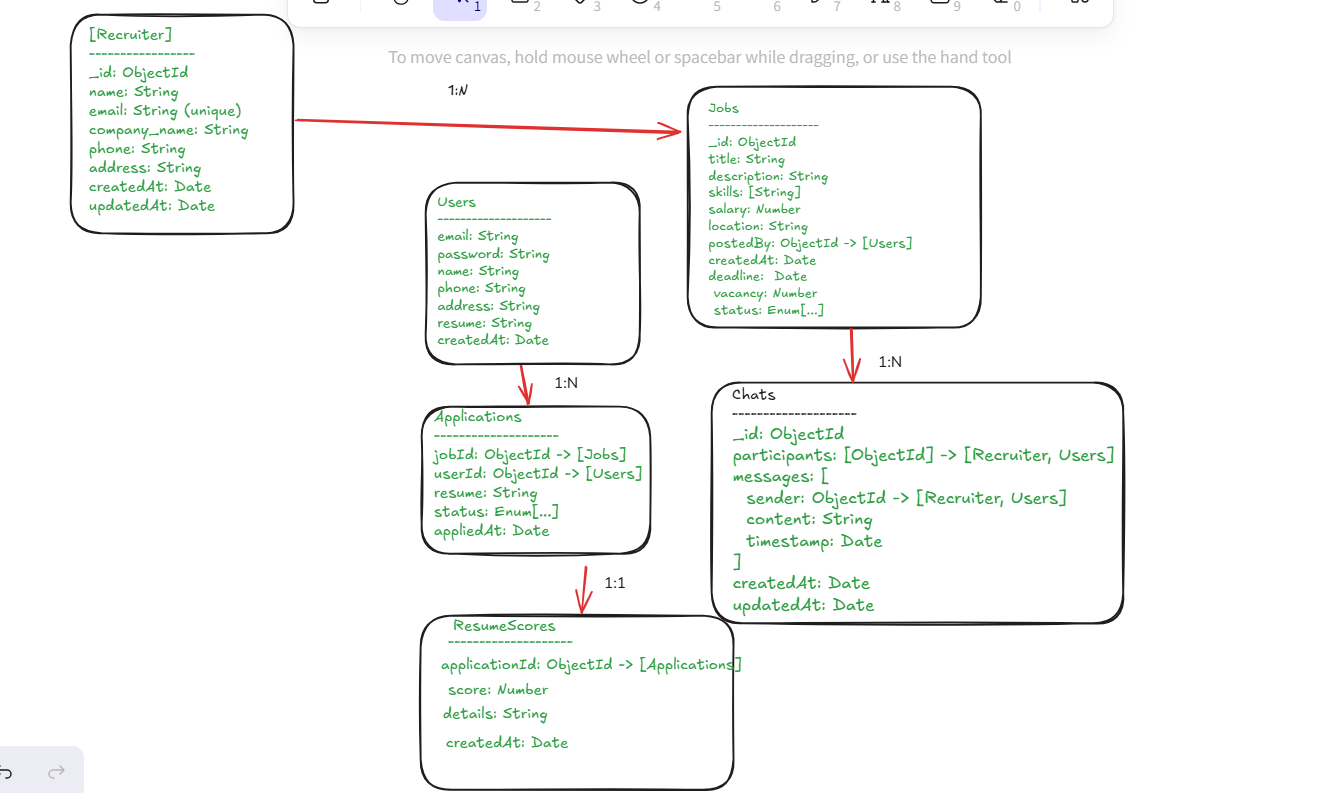 1
2
3
4
5
6
7
8
9
0
To move canvas, hold mouse wheel or spacebar while dragging, or use the hand tool
[Recruiter]
-----------------
_id: ObjectId
name: String
email: String (unique)
company_name: String
phone: String
address: String
createdAt: Date
updatedAt: Date
1:N
Jobs
--------------------
_id: ObjectId
title: String
description: String
skills: [String]
salary: Number
location: String
postedBy: ObjectId -> [Users]
createdAt: Date
deadline:  Date
vacancy: Number
status: Enum[...]
Users
--------------------
email: String
password: String
name: String
phone: String
address: String
resume: String
createdAt: Date
1:N
1:N
Applications
--------------------
jobId: ObjectId -> [Jobs]
userId: ObjectId -> [Users]
resume: String
status: Enum[...]
appliedAt: Date
Chats
--------------------
_id: ObjectId
participants: [ObjectId] -> [Recruiter, Users]
messages: [
sender: ObjectId -> [Recruiter, Users]
content: String
timestamp: Date
]
createdAt: Date
updatedAt: Date
1:1
ResumeScores
--------------------
applicationId: ObjectId -> [Applications]
score: Number
details: String
createdAt: Date